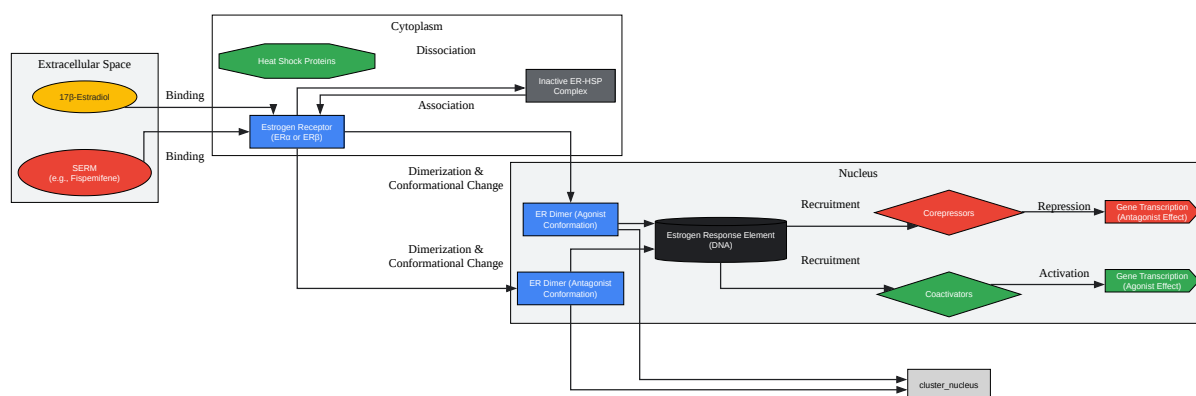 Cytoplasm
Extracellular Space
Heat Shock Proteins
Dissociation
17β-Estradiol
Binding
Inactive ER-HSP
Complex
Association
Estrogen Receptor
(ERα or ERβ)
Binding
SERM
(e.g., Fispemifene)
Dimerization &
Conformational Change
Nucleus
ER Dimer (Agonist
Conformation)
Estrogen Response Element
(DNA)
Recruitment
Corepressors
Repression
Gene Transcription
(Antagonist Effect)
Dimerization &
Conformational Change
ER Dimer (Antagonist
Conformation)
Recruitment
Coactivators
Activation
Gene Transcription
(Agonist Effect)
cluster_nucleus